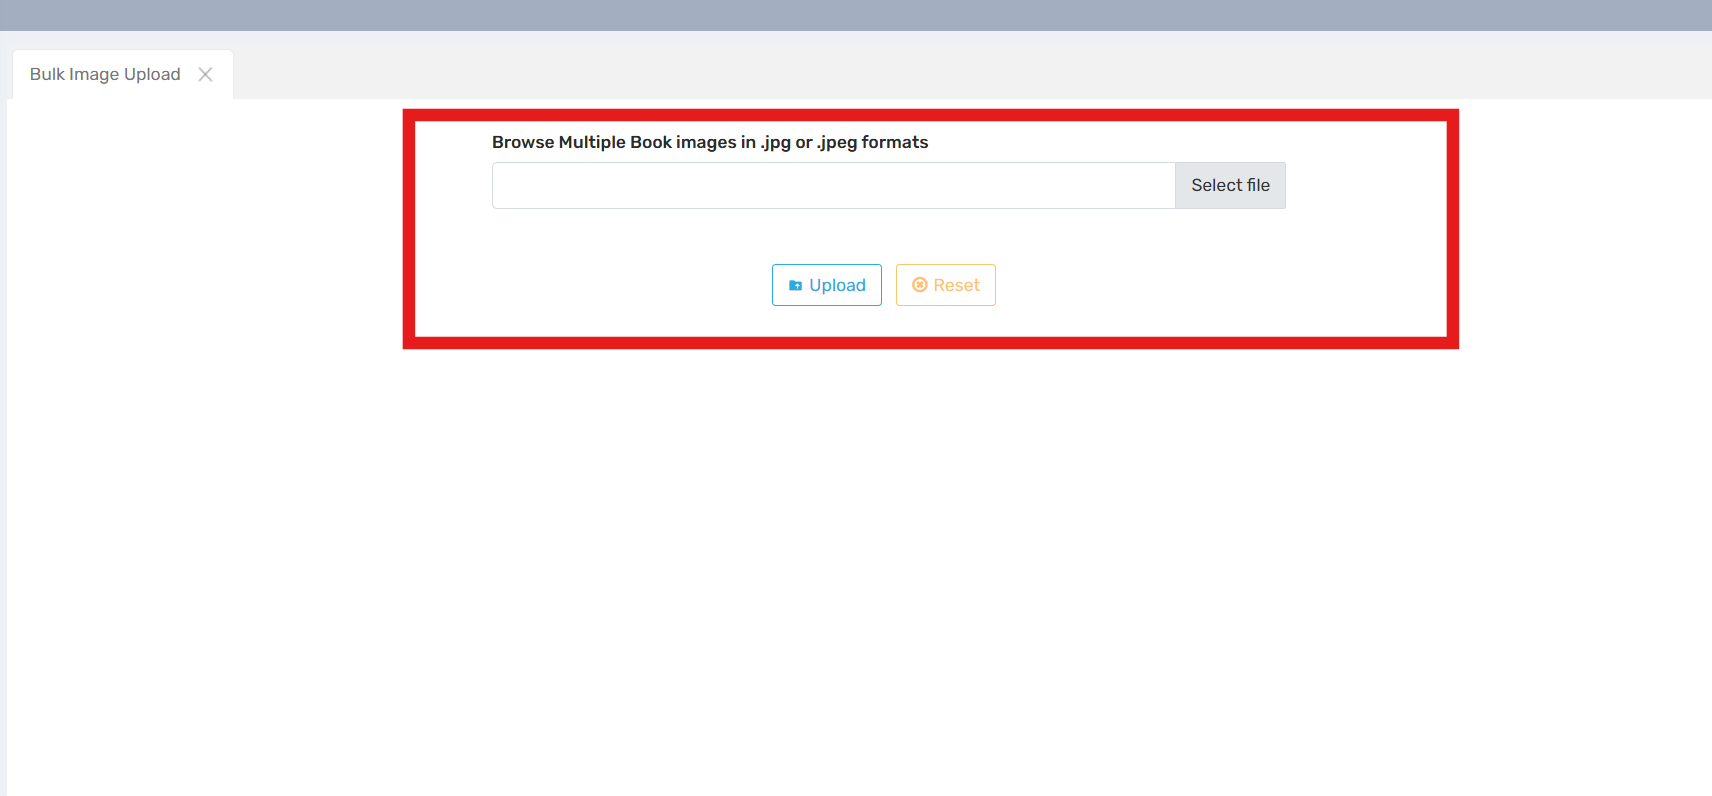 Bulk Image Upload
Browse Multiple Book images in .jpg or .jpeg formats
Select file
Upload Reset